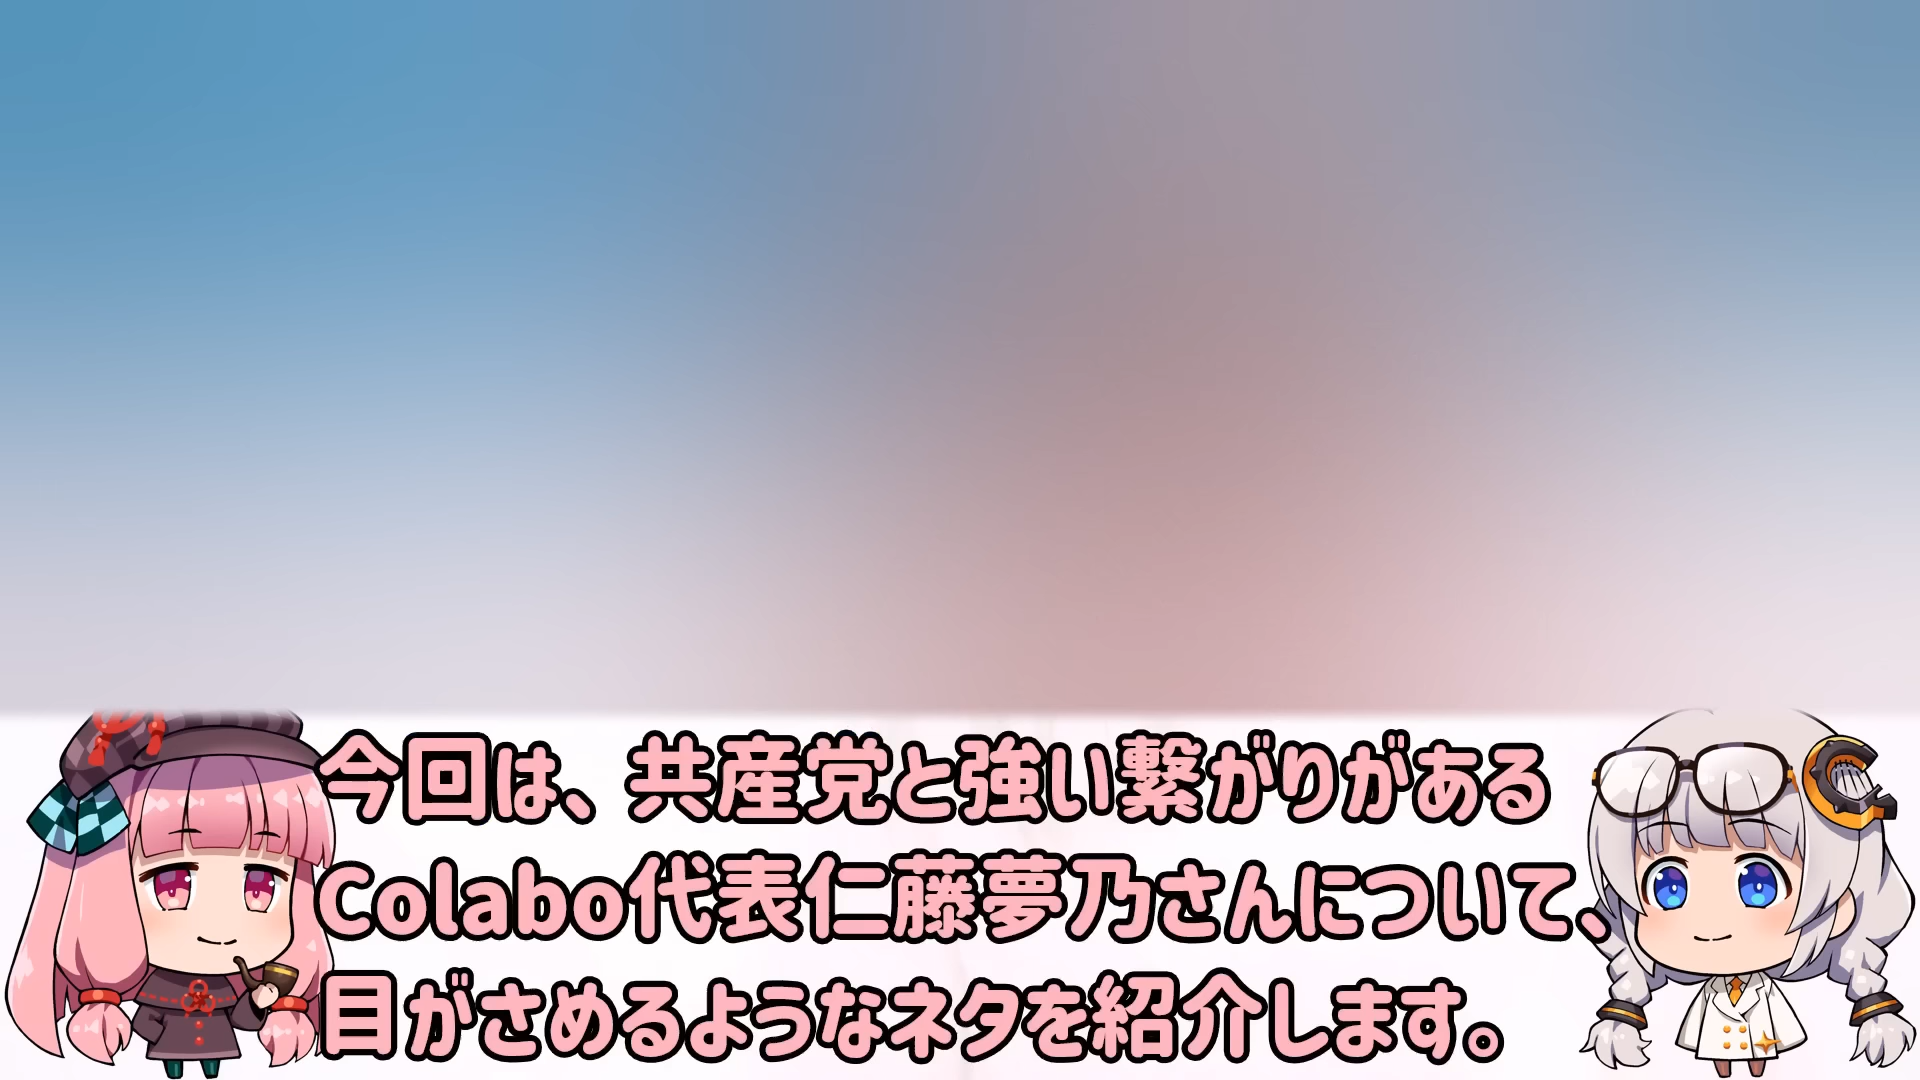 今回は、共産党と強い繋がりがある
Colabo代表仁藤夢乃さんについて、
目がさめるようなネタを紹介します。